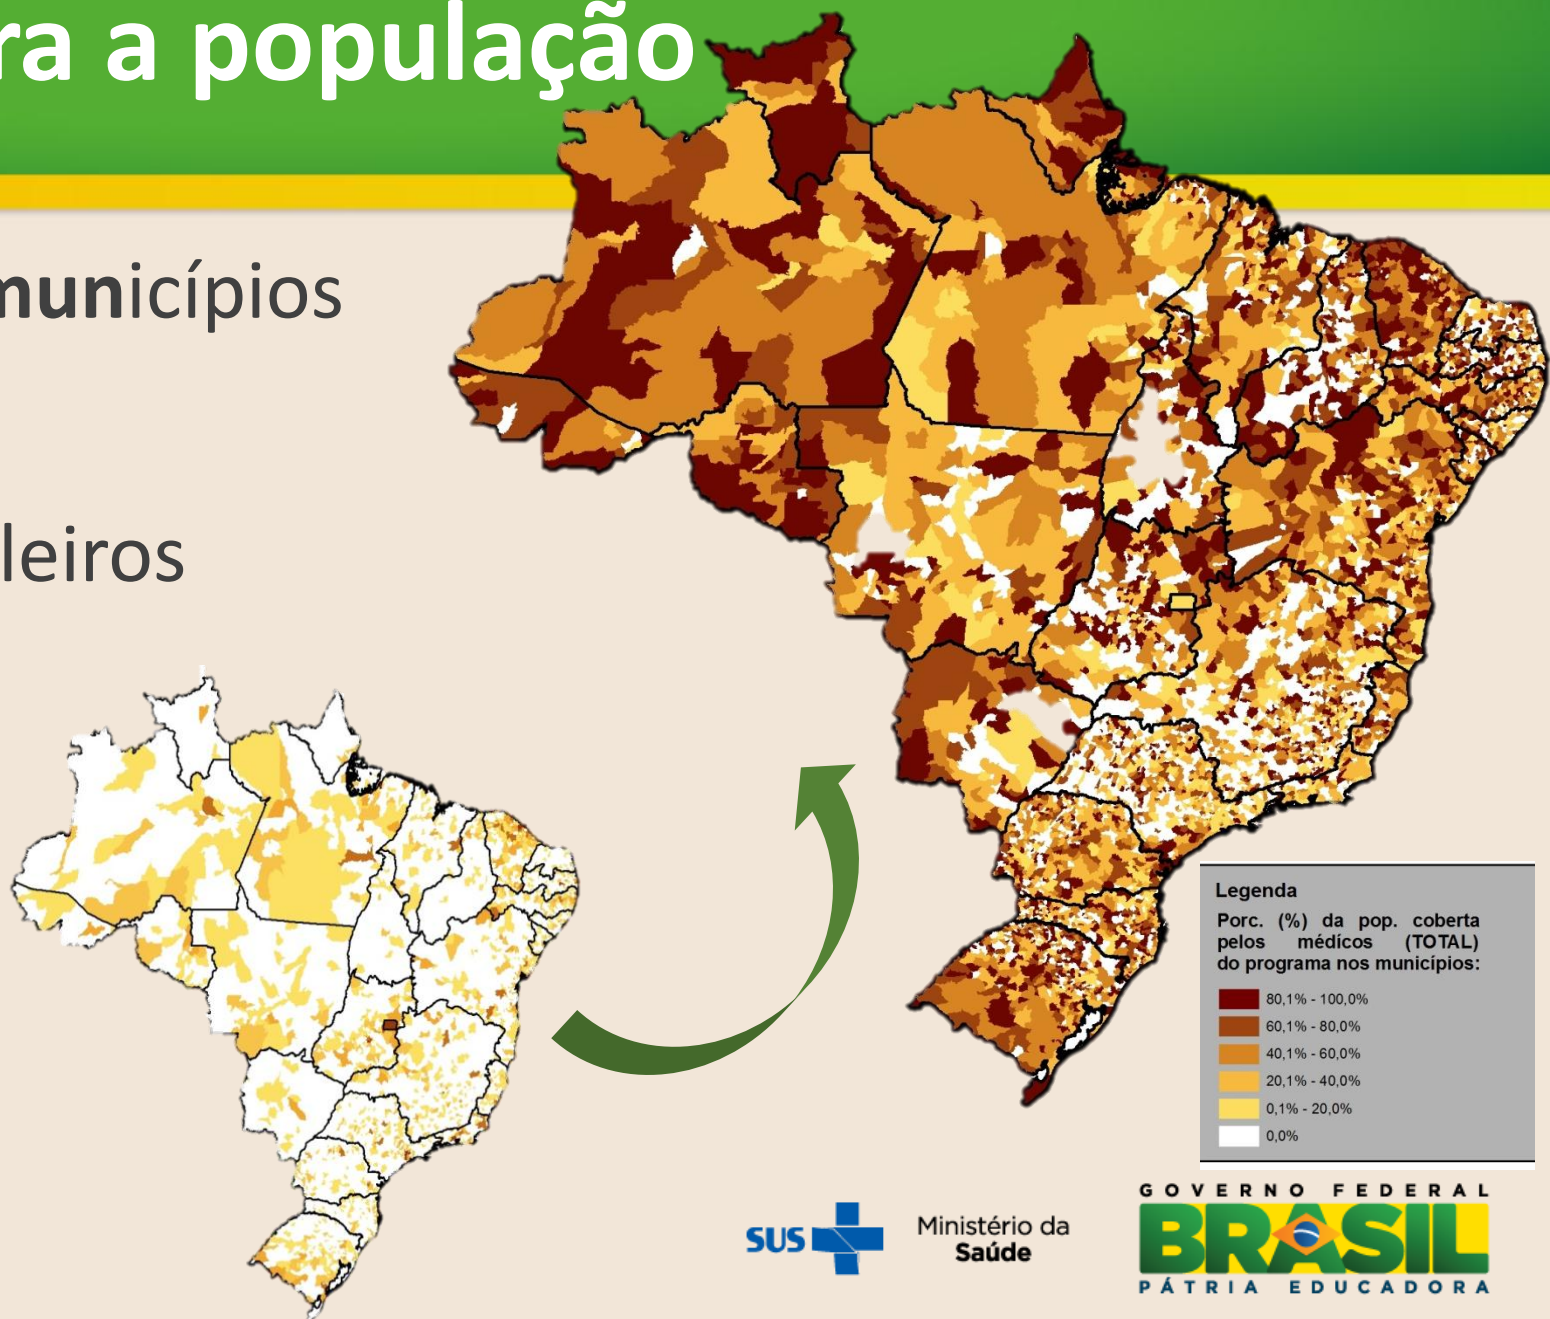 ra a população
municípios
leiros
Legenda
Porc. (%) da pop. coberta
pelos médicos (TOTAL)
do programa nos municípios:
80,1% - 100,0%
60,1% - 80,0%
40,1% - 60,0%
20,1% - 40,0%
0,1% - 20,0%
0,0%
SUS
Ministério da
Saúde
GOVERNO FEDERAL
BRASIL
PÁTRIA EDUCADORA